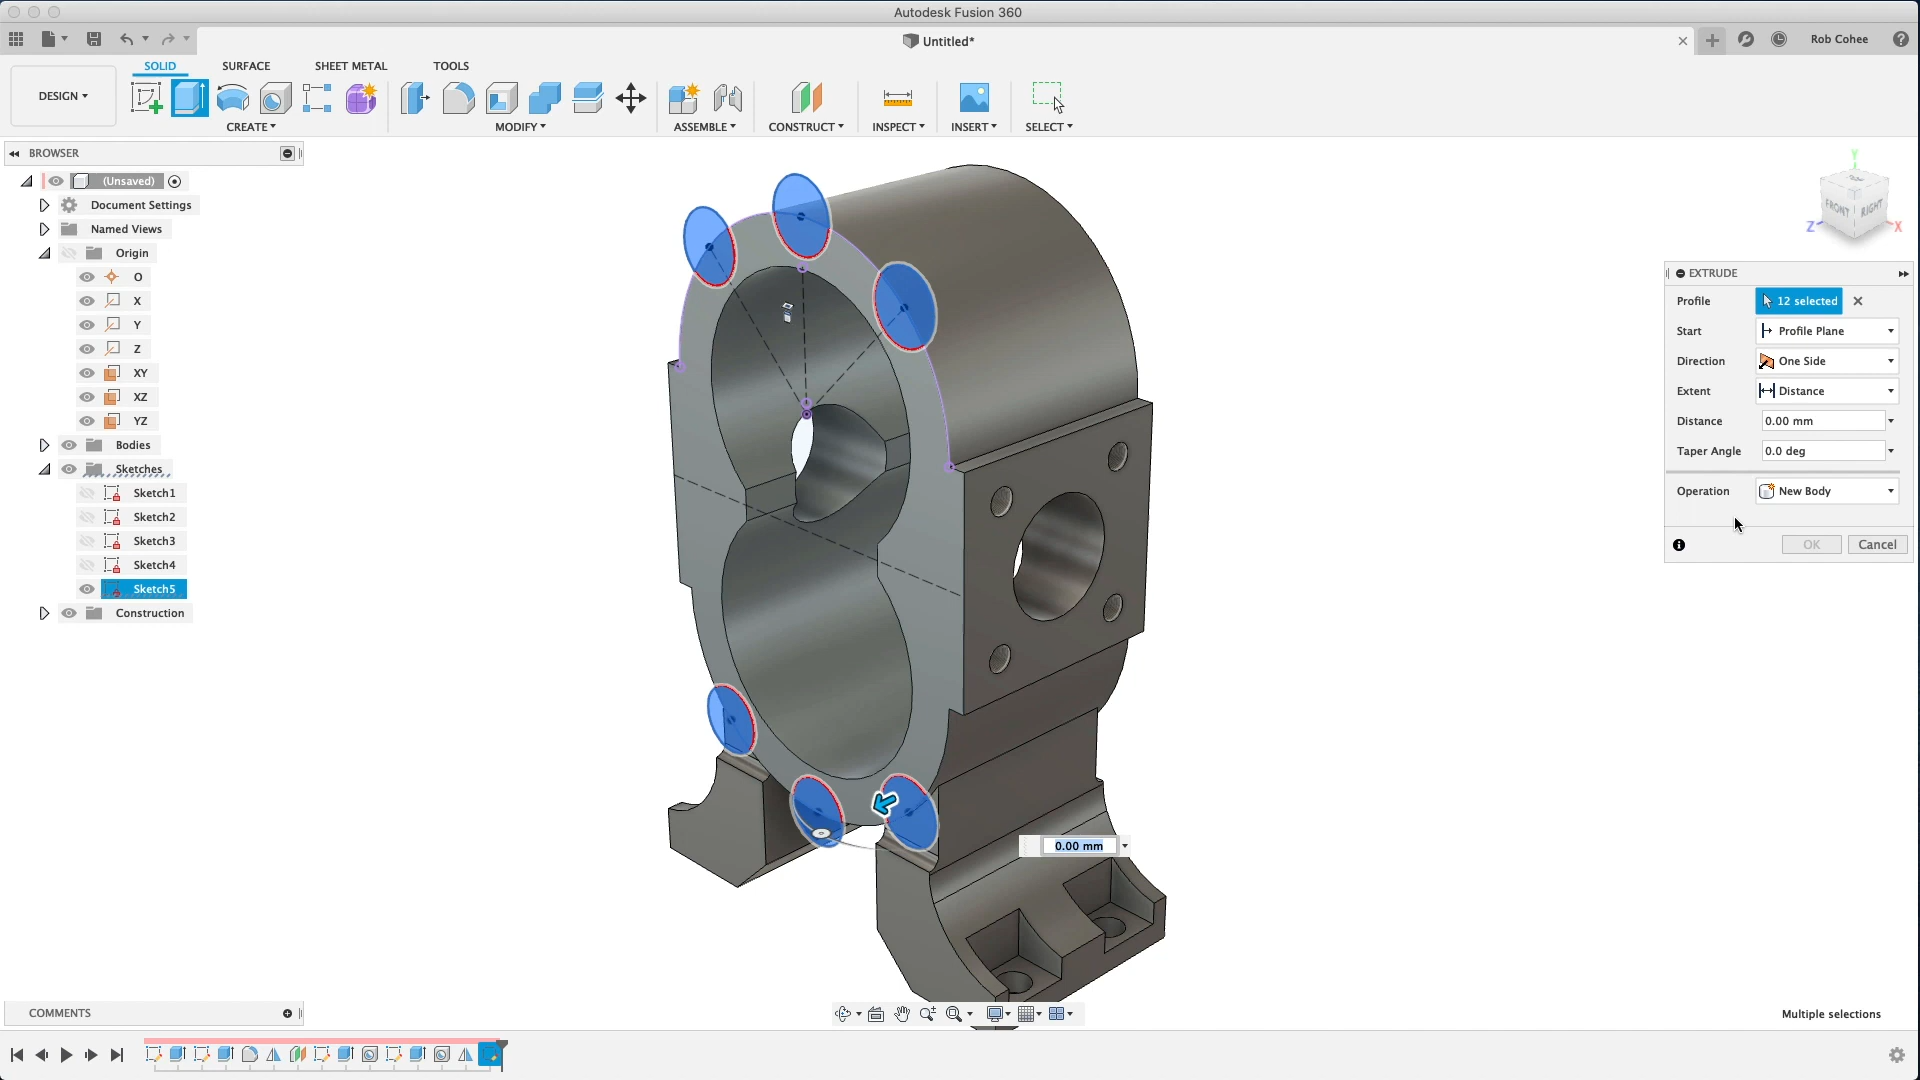 Autodesk Fusion 360
Untitled*
Rob Cohee
SOLID
SURFACE
SHEET METAL
TOOLS
DESIGN
CREATE
MODIFY
ASSEMBLE
CONSTRUCT
INSPECT
INSERT
SELECT
BROWSER
(Unsaved)
Document Settings
Named Views
Origin
O
X
Y
Z
XY
XZ
YZ
Bodies
Sketches
Sketch1
Sketch2
Sketch3
Sketch4
Sketch5
Construction
Y
FRONT
RIGHT
Z
X
EXTRUDE
Profile
12 selected
Start
Profile Plane
Direction
One Side
Extent
Distance
Distance
0.00 mm
Taper Angle
0.0 deg
Operation
New Body
OK
Cancel
0.00 mm
COMMENTS
Multiple selections